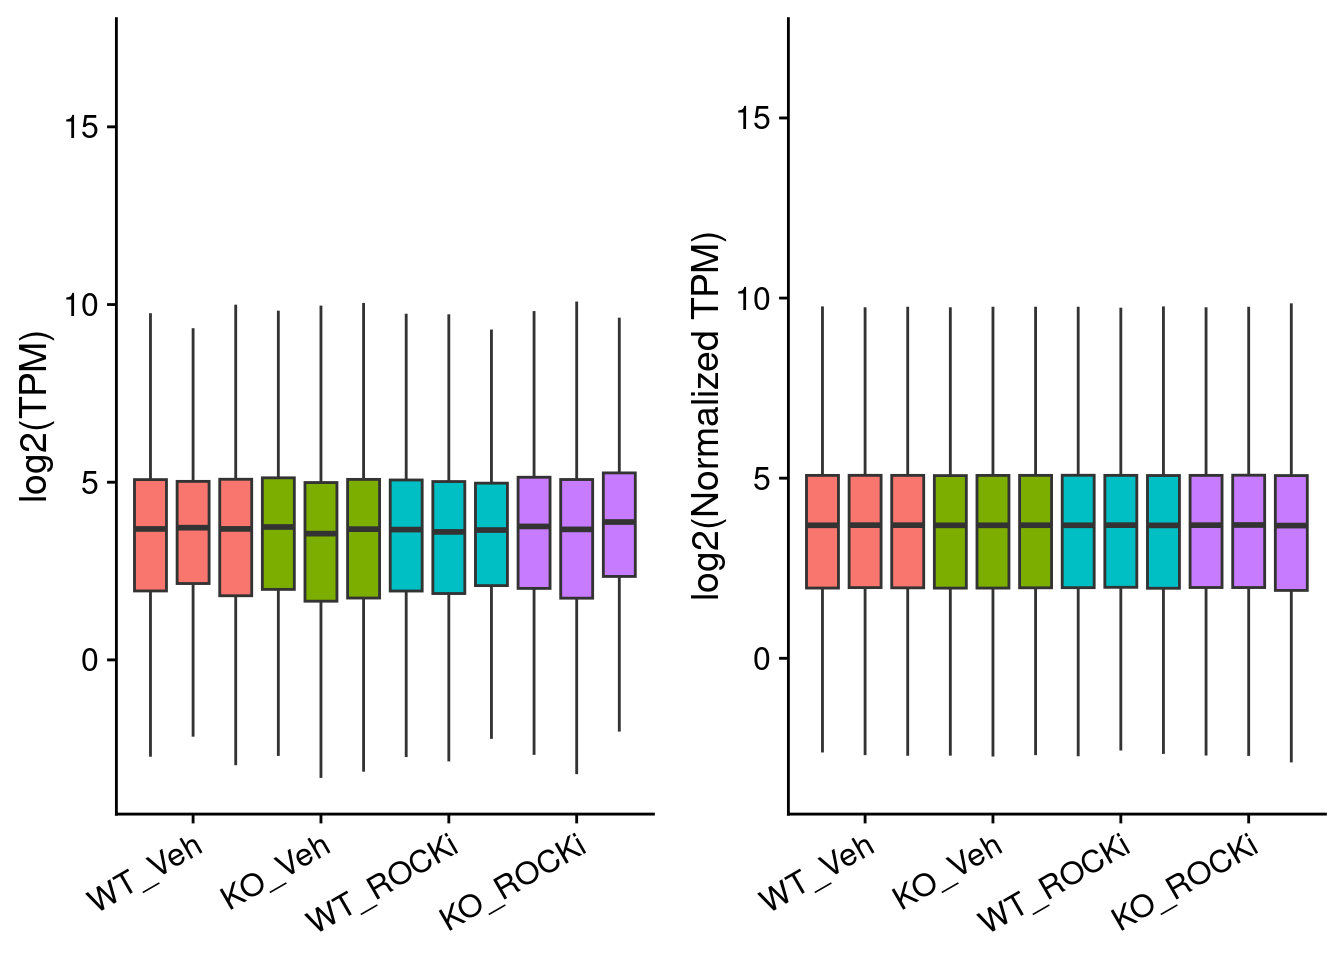 log2(TPM)
15
10
5
0
WT_Veh
KO_Veh
WT_ROCKi
KO_ROCKi
log2(Normalized TPM)
15
10
5
0
WT_Veh
KO_Veh
WT_ROCKi
KO_ROCKi